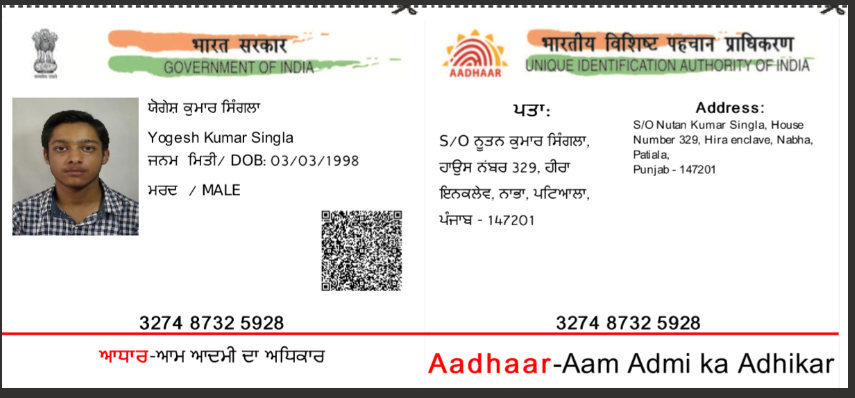 भारत सरकार
GOVERNMENT OF INDIA
ਯੋਗੇਸ਼ ਕੁਮਾਰ ਸਿੰਗਲਾ
Yogesh Kumar Singla
ਜਨਮ ਮਿਤੀ/ DOB: 03/03/1998
ਮਰਦ / MALE
3274 8732 5928
ਆਧਾਰ-ਆਮ ਆਦਮੀ ਦਾ ਅਧਿਕਾਰ
AADHAAR
भारतीय विशिष्ट पहचान प्राधिकरण
UNIQUE IDENTIFICATION AUTHORITY OF INDIA
ਪਤਾ:
S/O ਨੂਤਨ ਕੁਮਾਰ ਸਿੰਗਲਾ,
ਹਾਉਸ ਨੰਬਰ 329, ਹੀਰਾ
ਇਨਕਲੇਵ, ਨਾਭਾ, ਪਟਿਆਲਾ,
ਪੰਜਾਬ - 147201
Address:
S/O Nutan Kumar Singla, House
Number 329, Hira enclave, Nabha,
Patiala,
Punjab - 147201
3274 8732 5928
Aadhaar-Aam Admi ka Adhikar